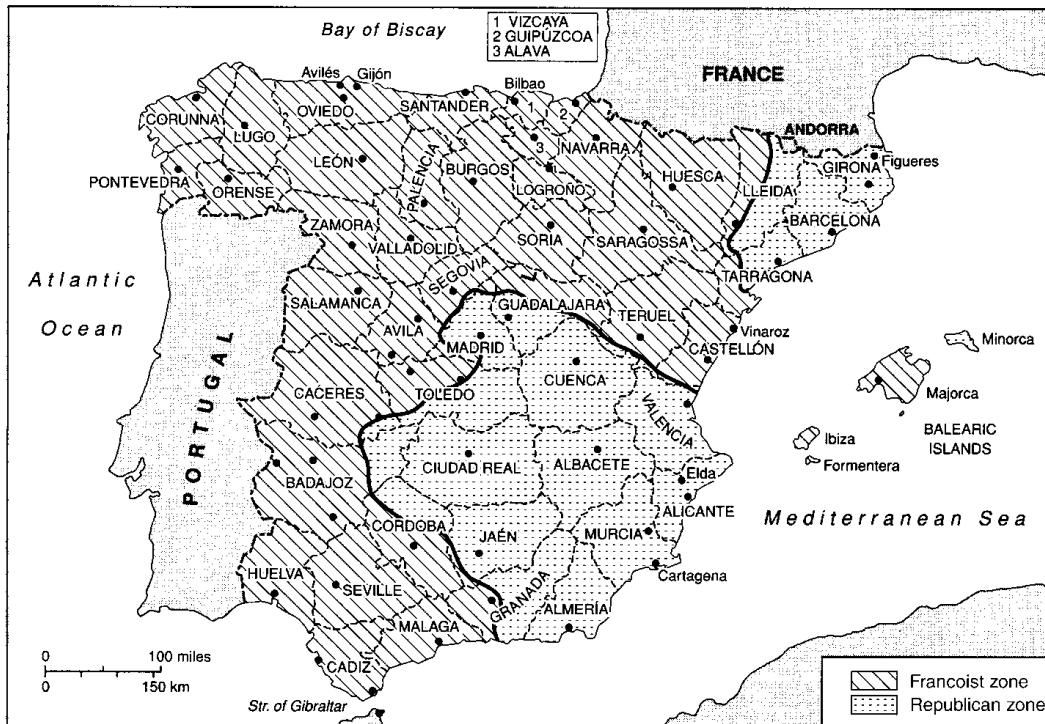 Bay of Biscay
1 VIZCAYA
2 GUIPÚZCOA
3 ALAVA
FRANCE
ANDORRA
Avilés
Gijón
Bilbao
CORUNNA
LUGO
OVIEDO
SANTANDER
1
2
3
NAVARRA
PONTEVEDRA
ORENSE
LEÓN
PALENCIA
BURGOS
LOGROÑO
HUESCA
LLEIDA
GIRONA
Figueres
BARCELONA
TARRAGONA
ZAMORA
VALLADOLID
SORIA
SARAGOSSA
SEGOVIA
Atlantic
Ocean
SALAMANCA
AVILA
GUADALAJARA
TERUEL
Vinaroz
CASTELLÓN
MADRID
CUENCA
Minorca
Majorca
BALEARIC
ISLANDS
Ibiza
Formentera
PORTUGAL
CACERES
TOLEDO
VALENCIA
CIUDAD REAL
ALBACETE
Elda
ALICANTE
BADAJOZ
Mediterranean Sea
CORDOBA
JAÉN
MURCIA
Cartagena
HUELVA
SEVILLE
GRANADA
ALMERÍA
MALAGA
CADIZ
0 100 miles
0 150 km
Str. of Gibraltar
Francoist zone
Republican zone